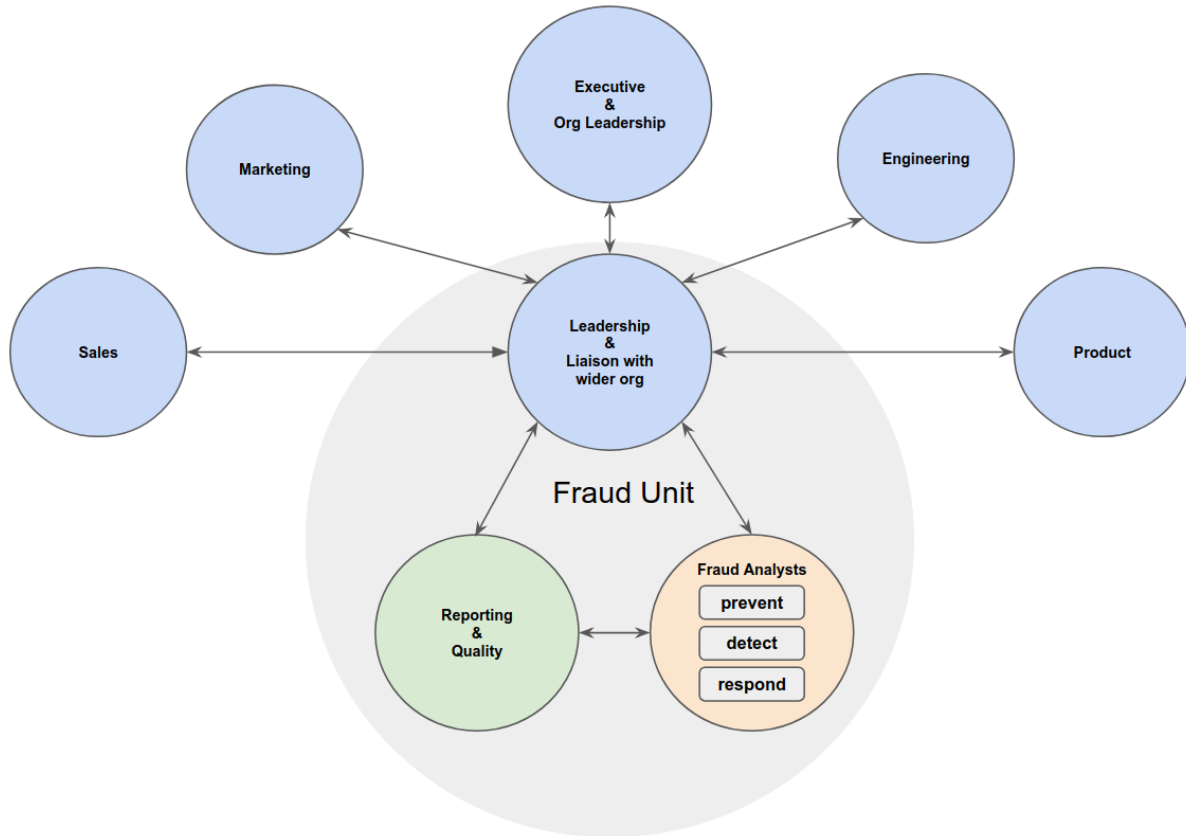 Executive
&
Org Leadership
Marketing
Engineering
Sales
Leadership
&
Liaison with
wider org
Product
Fraud Unit
Reporting
&
Quality
Fraud Analysts
prevent
detect
respond